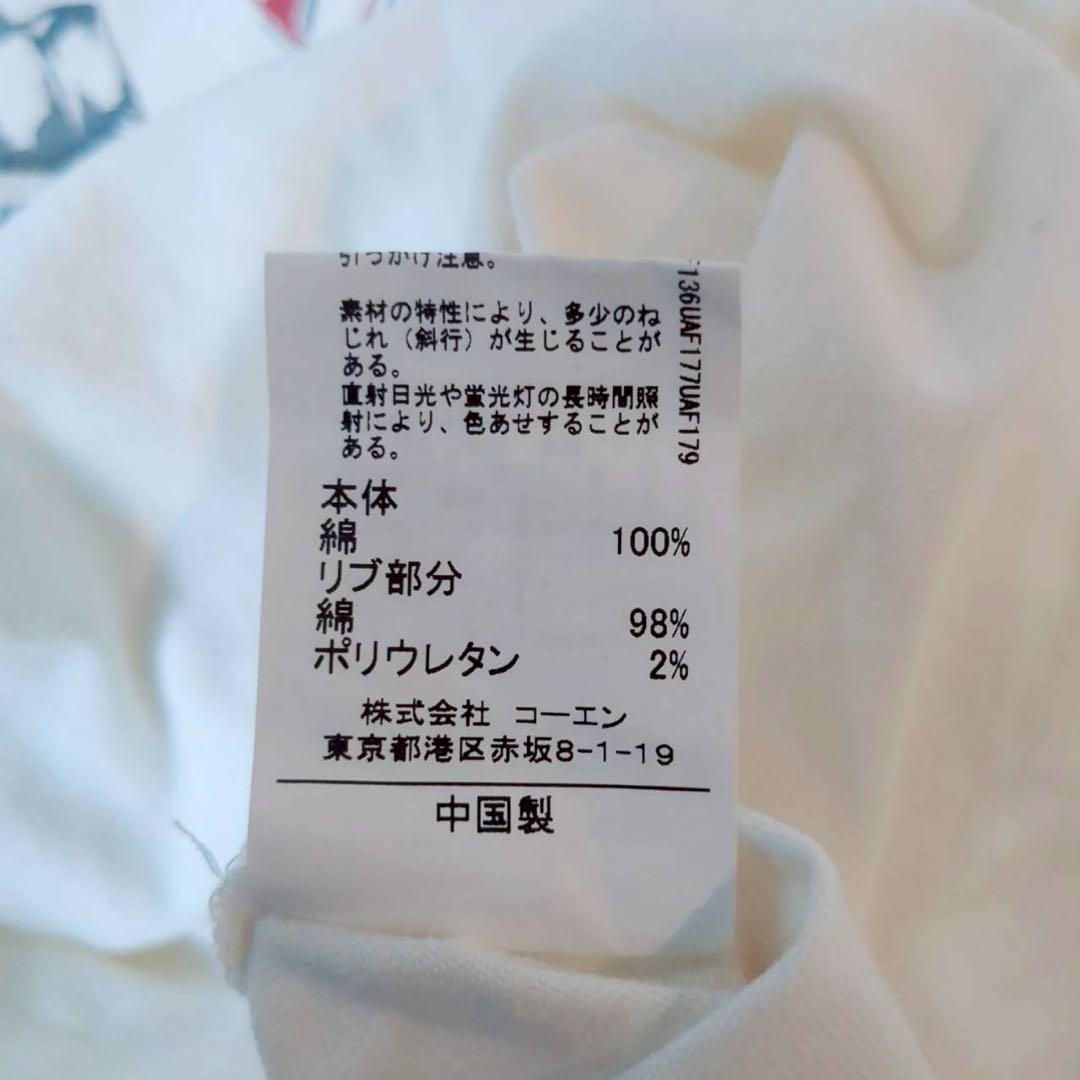 引っかけ注意。
素材の特性により、多少のね
じれ（斜行）が生じることが
ある。
直射日光や蛍光灯の長時間照
射により、色あせすることが
ある。
136UAF177UAF179
本体
綿 100%
リブ部分
綿 98%
ポリウレタン 2%
株式会社 コーエン
東京都港区赤坂8-1-19
中国製